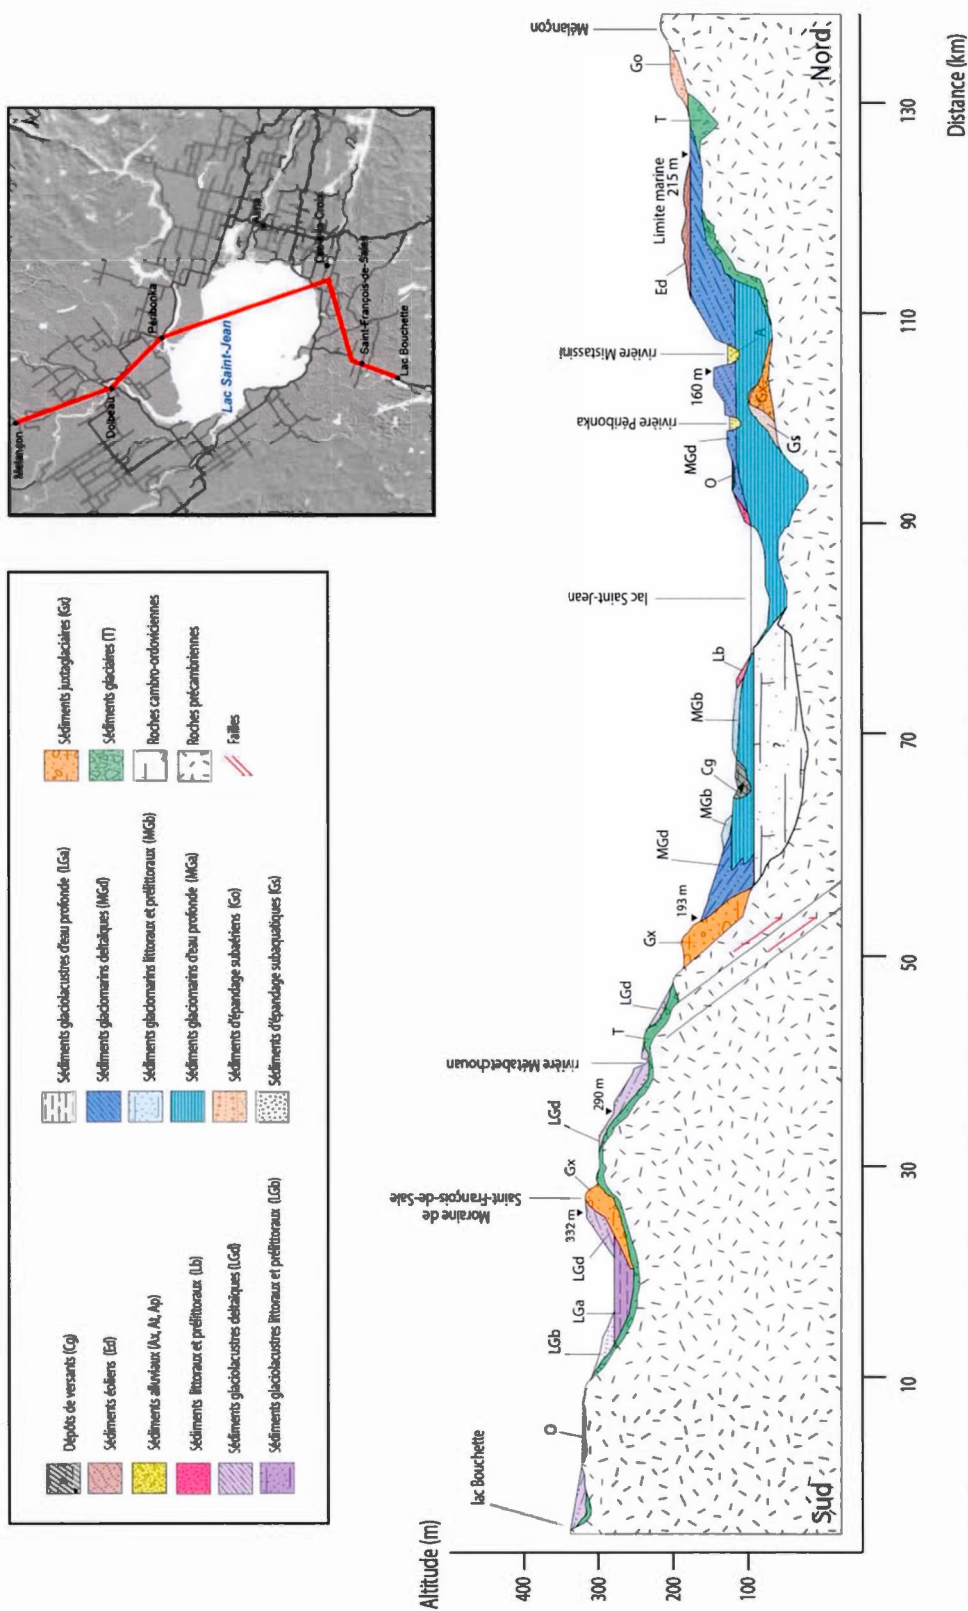 Mélançon
Dolbeau
Péribonka
Alma
Lac Saint-Jean
Saint-François-de-Sales
Lac Bouchette
Dépôts de versants (Cg)
Sédiments éoliens (Ed)
Sédiments alluviaux (Ax, At, Ap)
Sédiments littoraux et prélittoraux (Lb)
Sédiments glaciolacustres deltaïques (LGd)
Sédiments glaciolacustres littoraux et prélittoraux (LGb)
Sédiments glaciolacustres d'eau profonde (LGa)
Sédiments glaciomarins deltaïques (MGd)
Sédiments glaciomarins littoraux et prélittoraux (MGb)
Sédiments glaciomarins d'eau profonde (MGa)
Sédiments d'épandage subaériens (Go)
Sédiments d'épandage subaquatiques (Gs)
Sédiments juxtaglaciaires (Gx)
Sédiments glaciaires (T)
Roches cambro-ordoviciennes
Roches précambriennes
Failles
Altitude (m)
400
300
200
100
lac Bouchette
O
LGb
LGa
LGd
332 m
Moraine de
Saint-François-de-Sale
Gx
LGd
290 m
rivière Métabetchouan
T
LGd
Gx
193 m
MGd
MGb
Cg
MGb
Lb
?
lac Saint-Jean
O
MGd
rivière Péribonka
160 m
rivière Mistassini
Gs
Gx
A
Ed
Limite marine
215 m
T
Go
Mélançon
Sud
Nord
10
30
50
70
90
110
130
Distance (km)